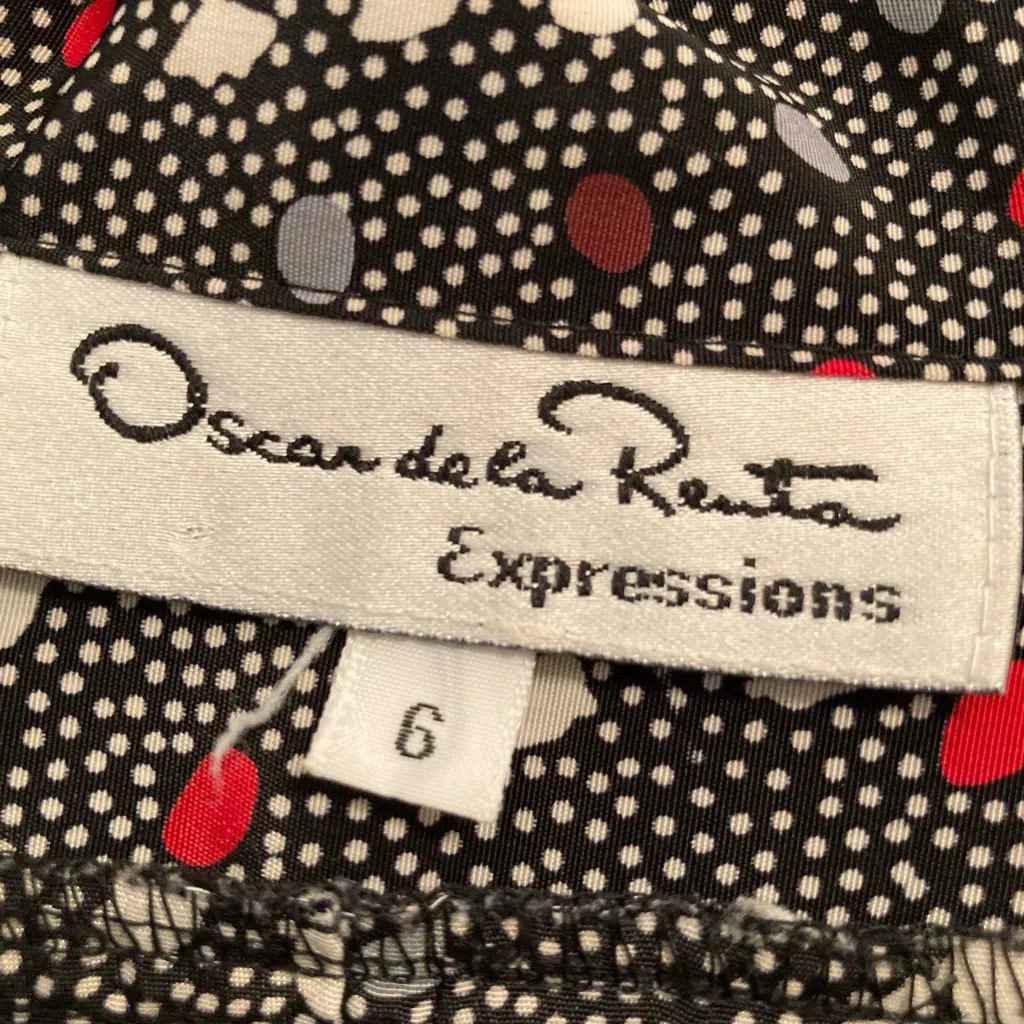 Oscar de la Renta
Expressions
6